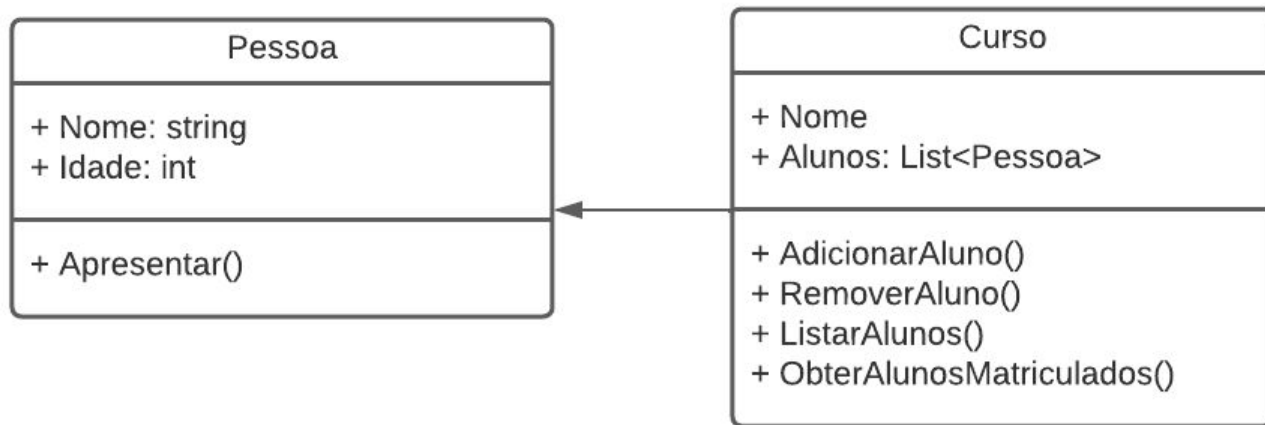 Pessoa
+ Nome: string
+ Idade: int
+ Apresentar()
Curso
+ Nome
+ Alunos: List<Pessoa>
+ AdicionarAluno()
+ RemoverAluno()
+ ListarAlunos()
+ ObterAlunosMatriculados()